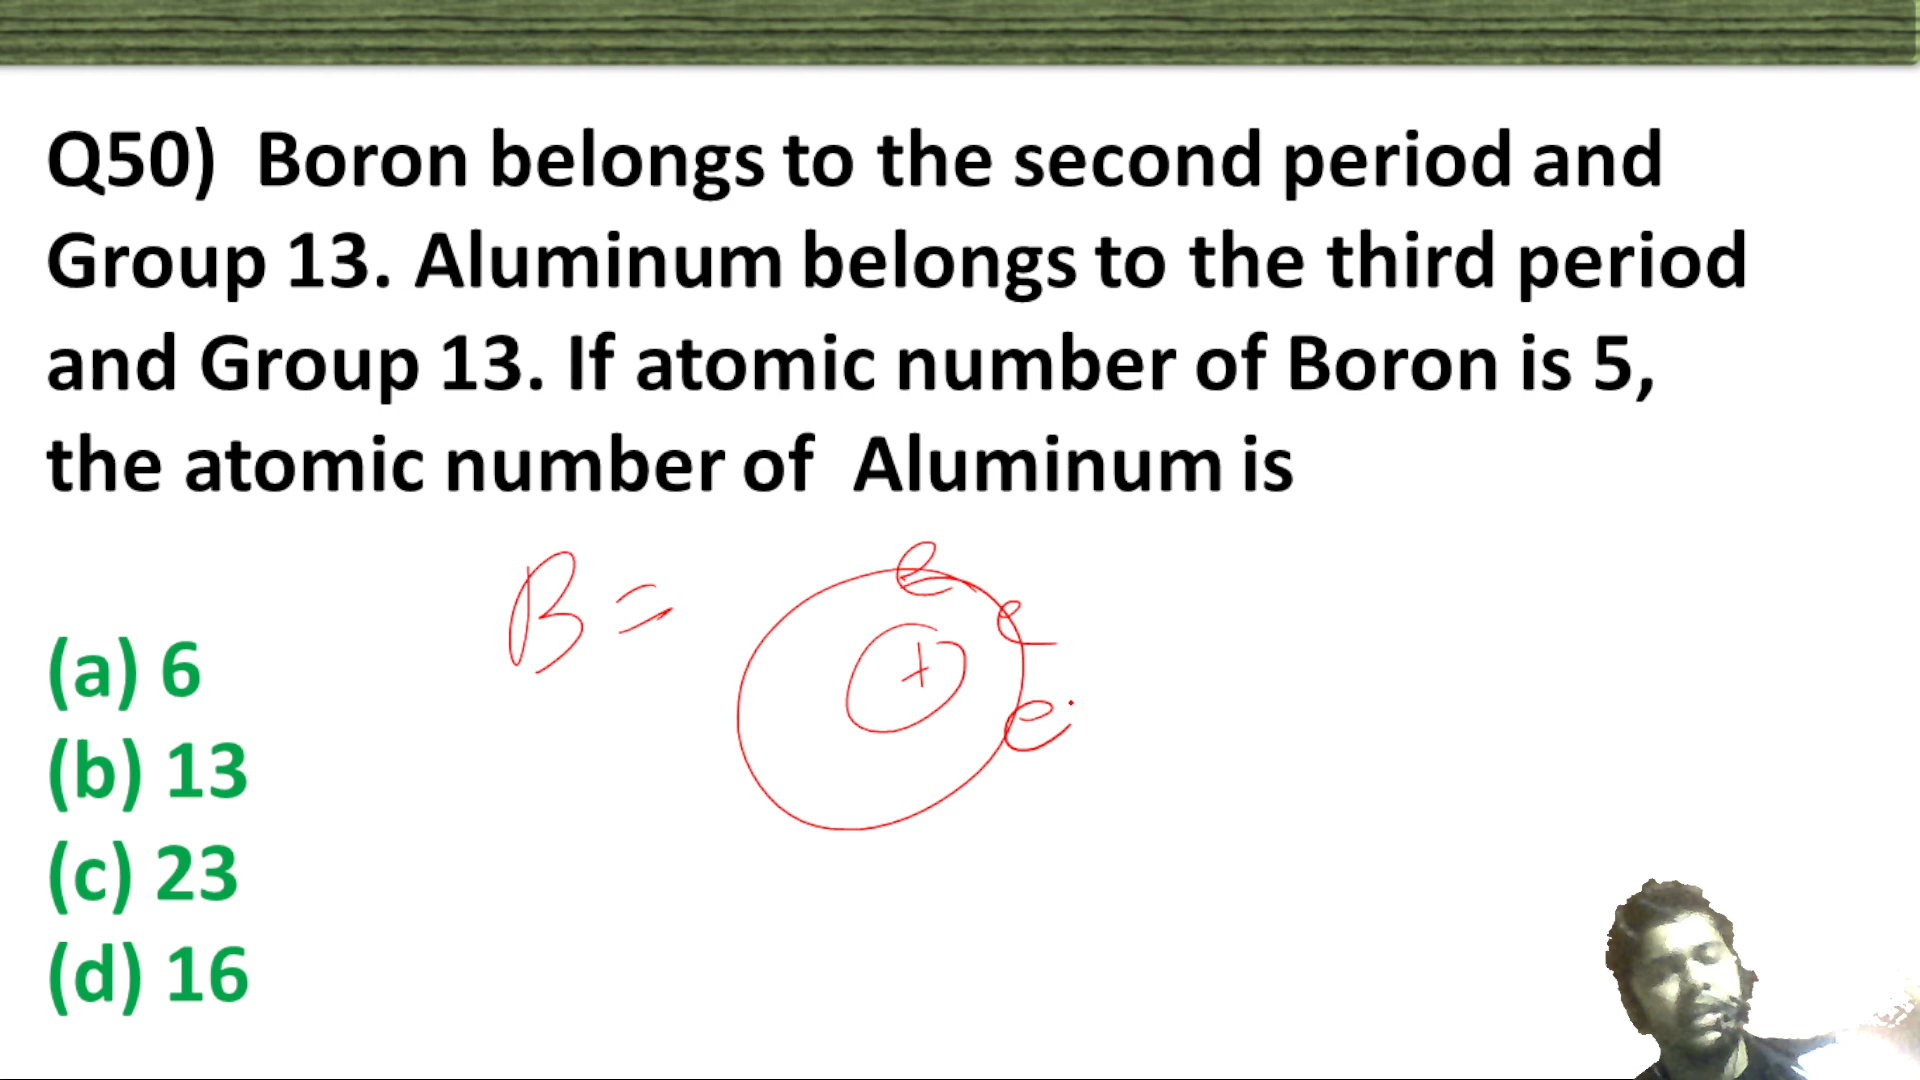 Q50) Boron belongs to the second period and
Group 13. Aluminum belongs to the third period
and Group 13. If atomic number of Boron is 5,
the atomic number of Aluminum is
B =
e
e
+
e
(a) 6
(b) 13
(c) 23
(d) 16